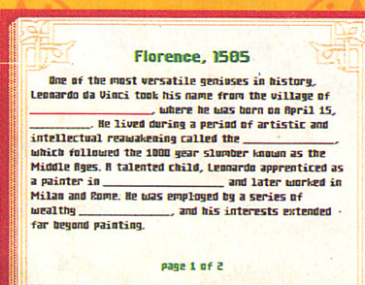 Florence, 1505
One of the most versatile geniuses in history,
Leonardo da Vinci took his name from the village of
____________________, where he was born on April 15,
__________. He lived during a period of artistic and
intellectual reawakening called the _______________,
which followed the 1000 year slumber known as the
Middle Ages. A talented child, Leonardo apprenticed as
a painter in ____________________ and later worked in
Milan and Rome. He was employed by a series of
wealthy _______________, and his interests extended
far beyond painting.
page 1 of 2